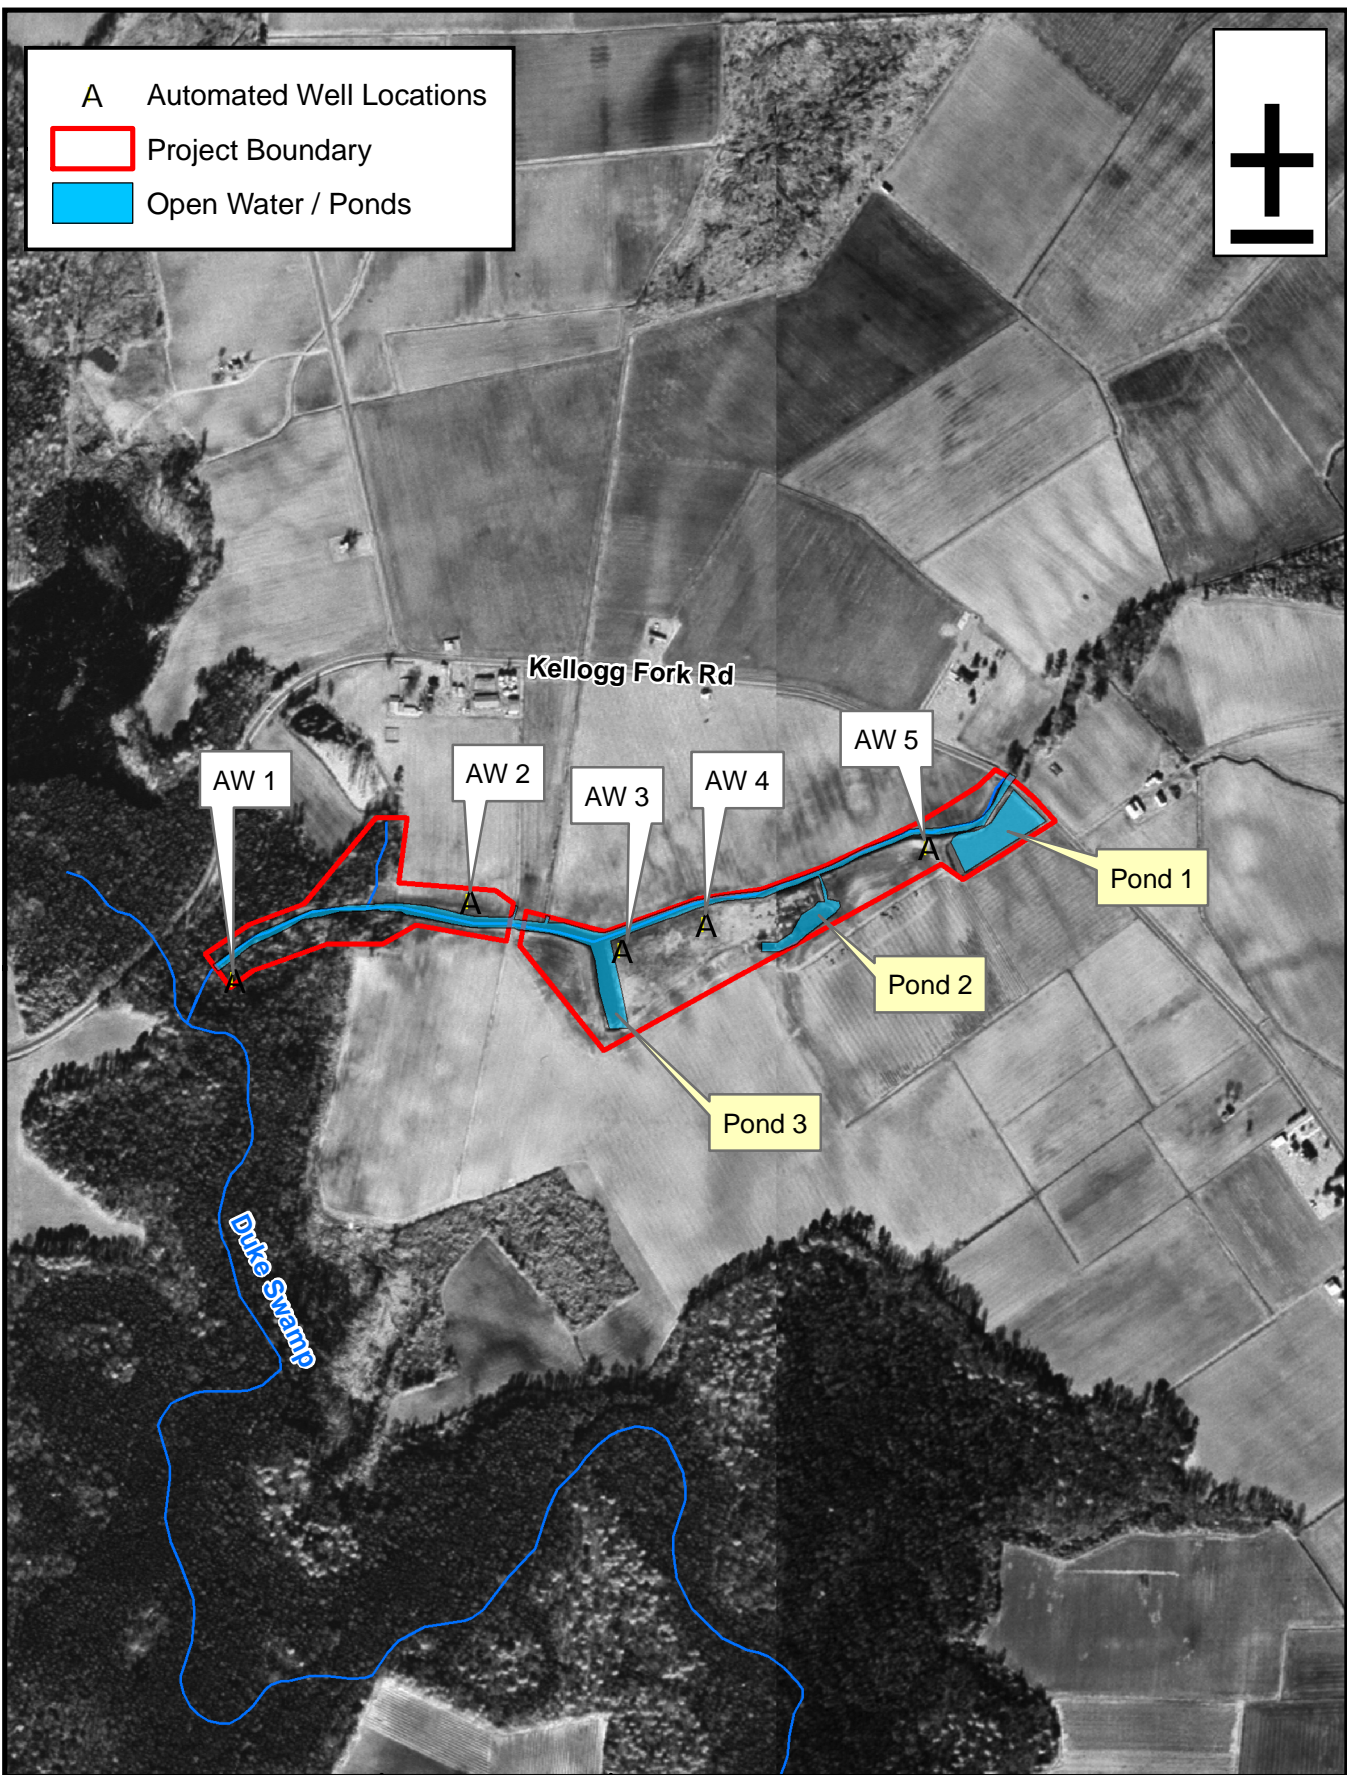 A Automated Well Locations
Project Boundary
Open Water / Ponds
±
Kellogg Fork Rd
AW 5
AW 1
AW 2
AW 3
AW 4
A
Pond 1
A
A
A
A
Pond 2
Pond 3
Duke Swamp